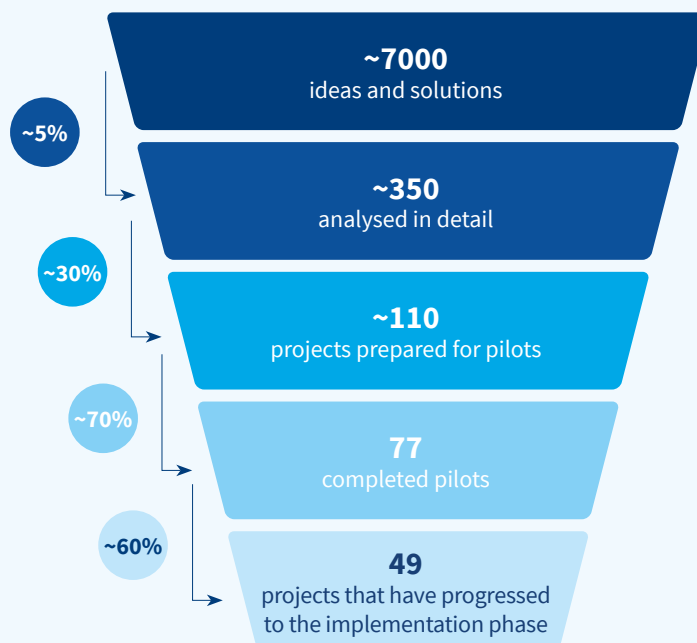 ~7000
ideas and solutions
~5%
~350
analysed in detail
~30%
~110
projects prepared for pilots
~70%
77
completed pilots
~60%
49
projects that have progressed
to the implementation phase